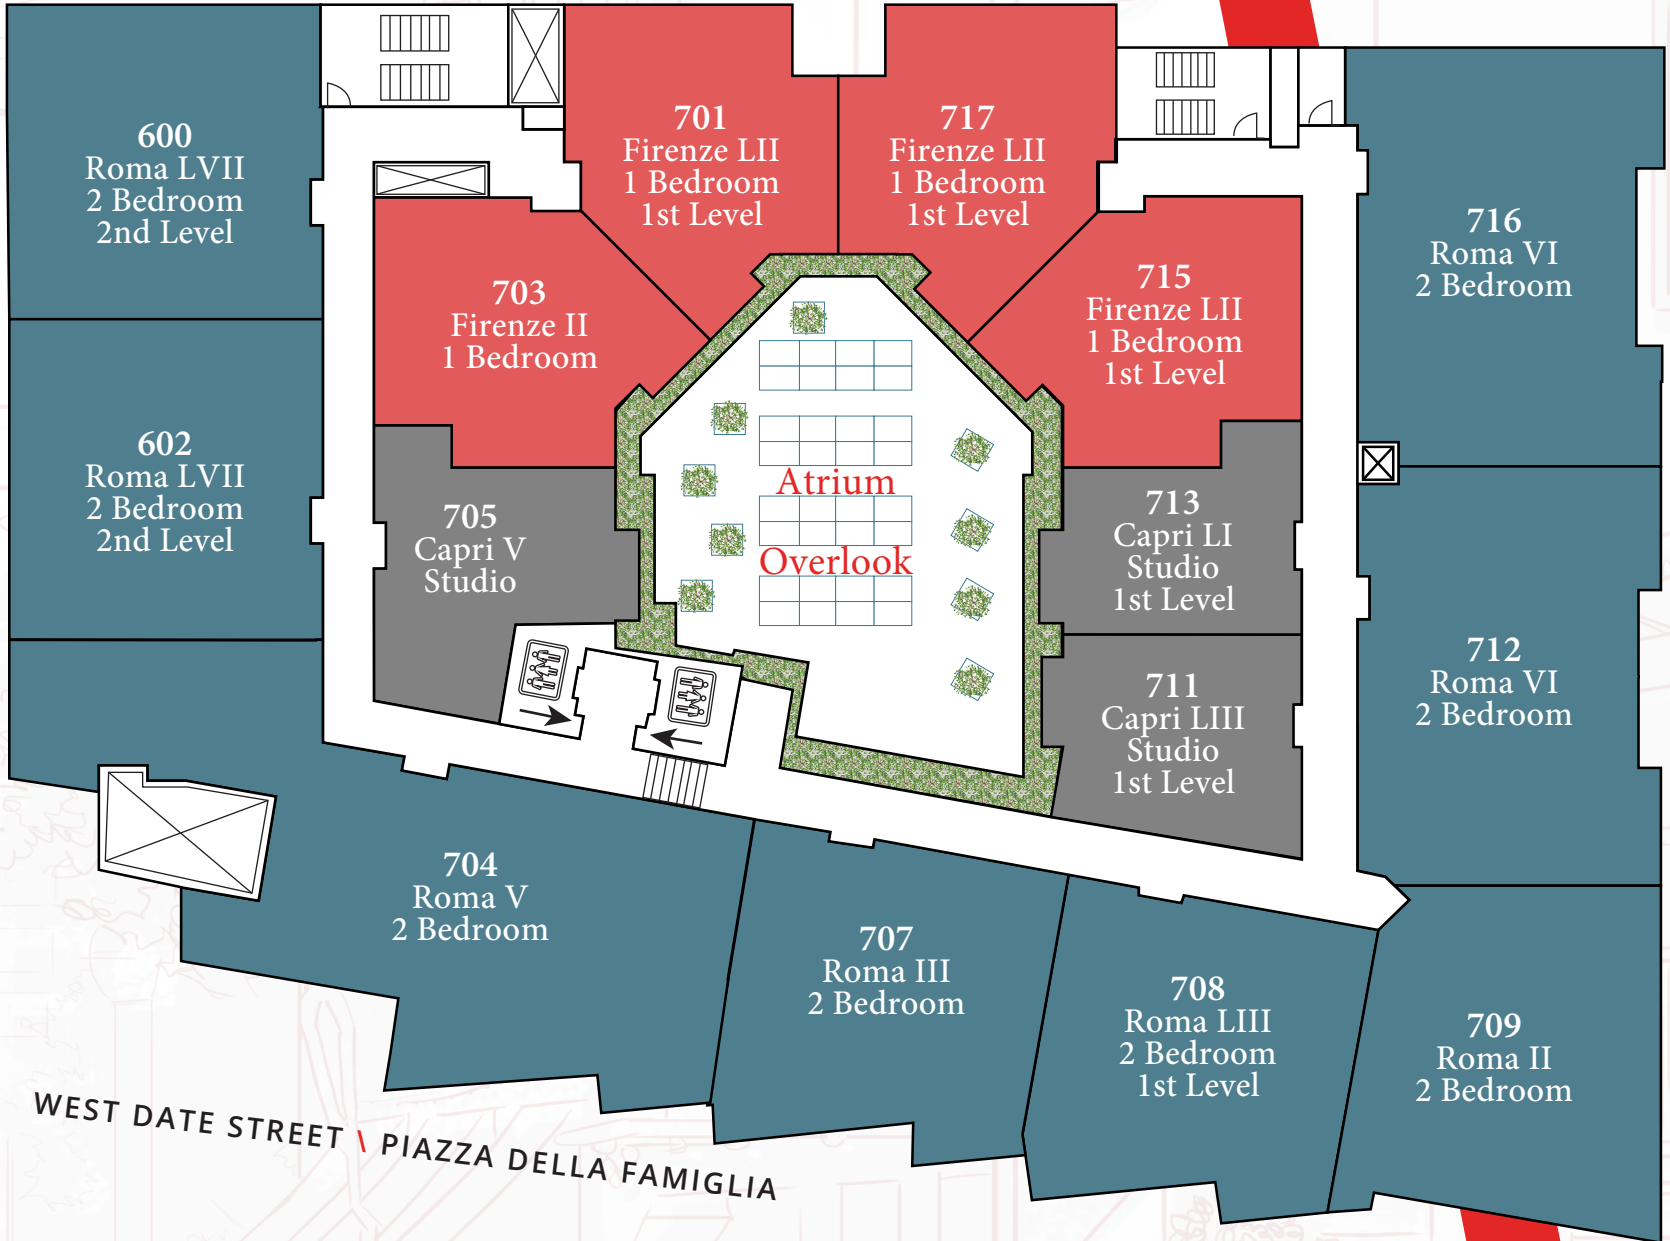 600
Roma LVII
2 Bedroom
2nd Level
701
Firenze LII
1 Bedroom
1st Level
717
Firenze LII
1 Bedroom
1st Level
716
Roma VI
2 Bedroom
703
Firenze II
1 Bedroom
715
Firenze LII
1 Bedroom
1st Level
602
Roma LVII
2 Bedroom
2nd Level
705
Capri V
Studio
Atrium
Overlook
713
Capri LI
Studio
1st Level
711
Capri LIII
Studio
1st Level
712
Roma VI
2 Bedroom
704
Roma V
2 Bedroom
707
Roma III
2 Bedroom
708
Roma LIII
2 Bedroom
1st Level
709
Roma II
2 Bedroom
WEST DATE STREET \ PIAZZA DELLA FAMIGLIA